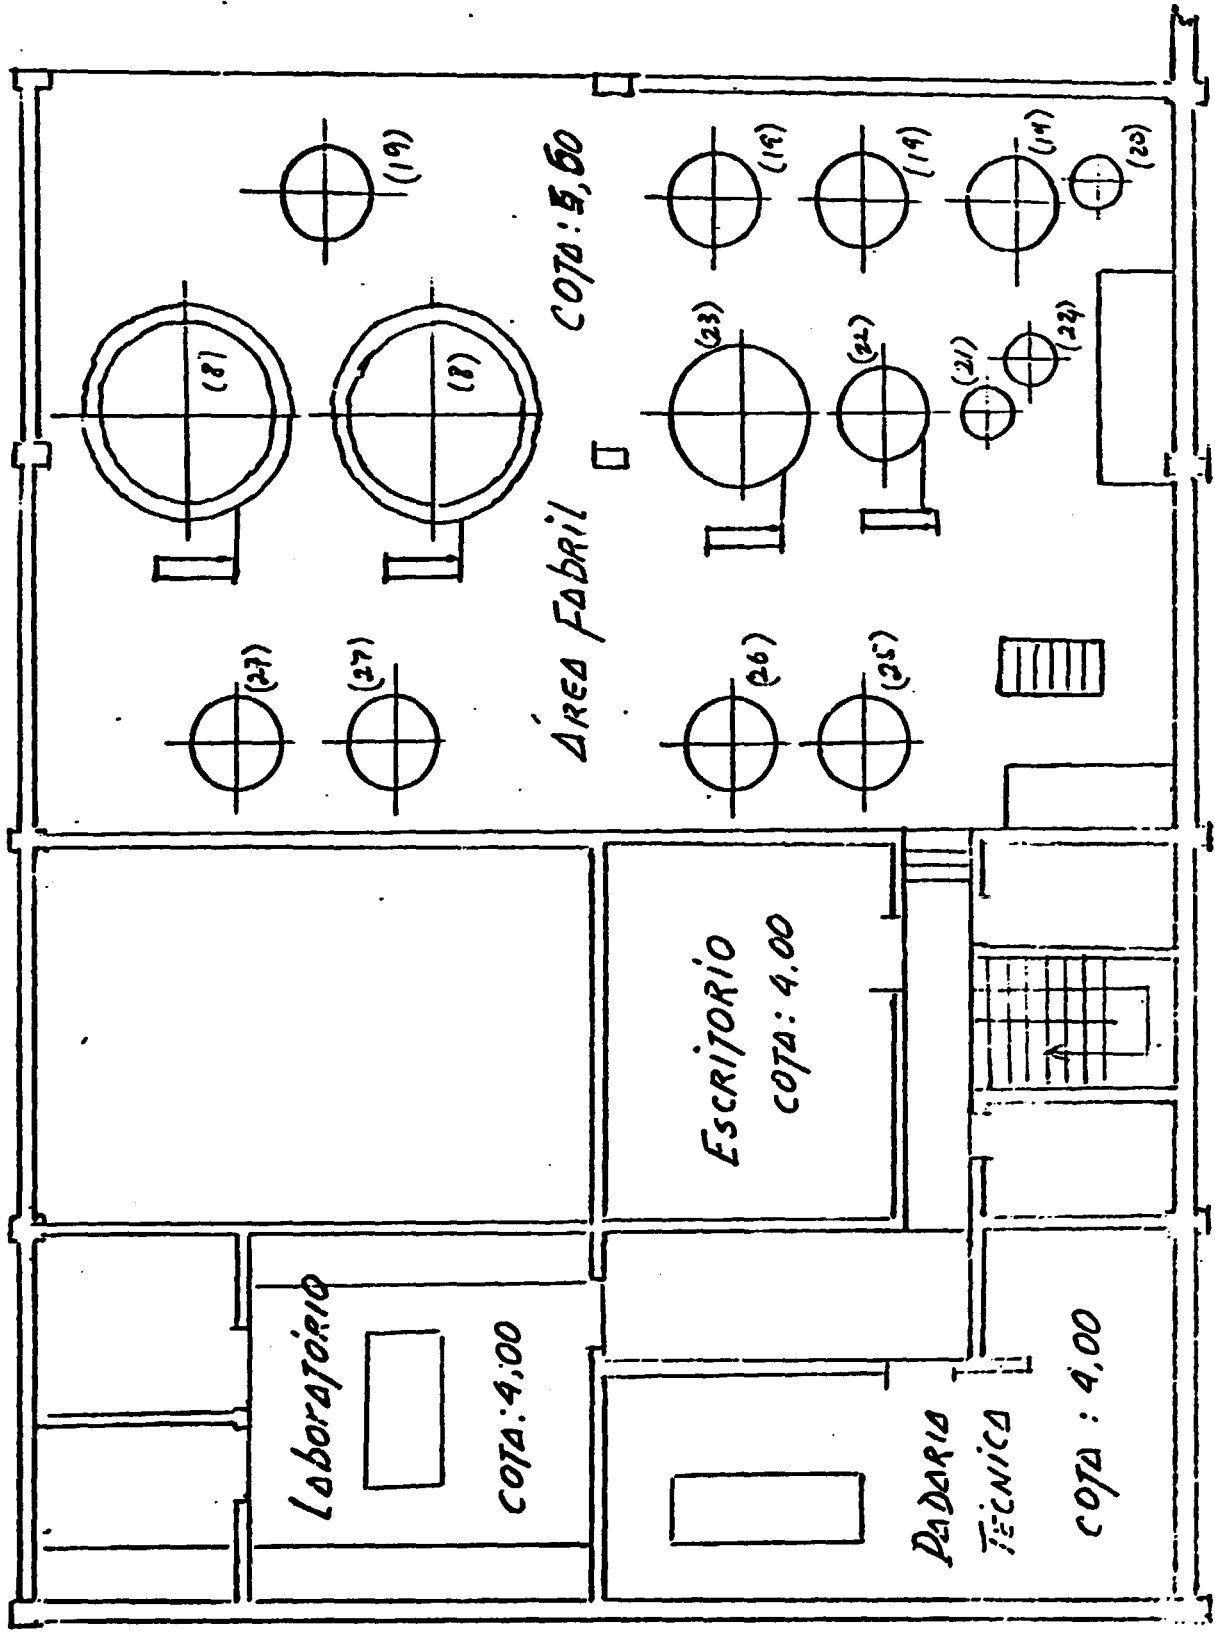 (8)
(27)
LABORATÓRIO
COTA: 4,00
(27)
(19)
(8)
ÁREA FABRIL
COTA: 5,60
(23)
ESCRITORIO
COTA: 4.00
(26)
(19)
(22)
(25)
(19)
(21)
PADARIA
TÉCNICA
COTA: 4,00
(19)
(24)
(20)